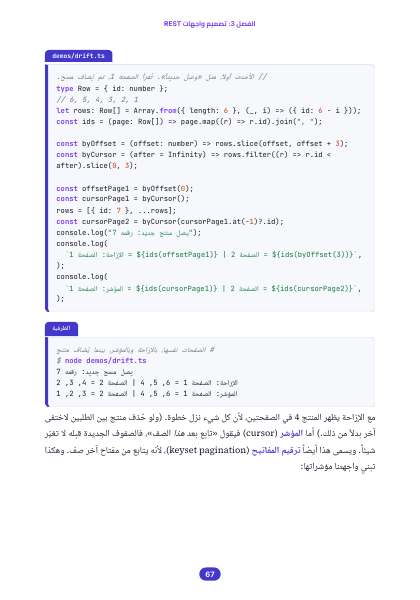 الفصل 3: تصميم واجهات REST
demos/drift.ts
// الأحدث أولاً، مثل «وصل حديثاً». تُقرأ الصفحة 1، ثم يُضاف منتج.
type Row = { id: number };
// 6, 5, 4, 3, 2, 1
let rows: Row[] = Array.from({ length: 6 }, (_, i) => ({ id: 6 - i }));
const ids = (page: Row[]) => page.map((r) => r.id).join(", ");
const byOffset = (offset: number) => rows.slice(offset, offset + 3);
const byCursor = (after = Infinity) => rows.filter((r) => r.id <
after).slice(0, 3);
const offsetPage1 = byOffset(0);
const cursorPage1 = byCursor();
rows = [{ id: 7 }, ...rows];
const cursorPage2 = byCursor(cursorPage1.at(-1)?.id);
console.log("يصل منتج جديد: رقمه 7");
console.log(
`الإزاحة: الصفحة 1 = ${ids(offsetPage1)} | الصفحة 2 = ${ids(byOffset(3))}`,
);
console.log(
`المؤشر: الصفحة 1 = ${ids(cursorPage1)} | الصفحة 2 = ${ids(cursorPage2)}`,
);
الطرفية
# الصفحات نفسها، بالإزاحة وبالمؤشر، بينما يُضاف منتج
$ node demos/drift.ts
يصل منتج جديد: رقمه 7
الإزاحة: الصفحة 1 = 6, 5, 4 | الصفحة 2 = 4, 3, 2
المؤشر: الصفحة 1 = 6, 5, 4 | الصفحة 2 = 3, 2, 1
مع الإزاحة يظهر المنتج 4 في الصفحتين، لأن كل شيء نزل خطوة. (ولو حُذف منتج بين الطلبين لاختفى
آخر بدلاً من ذلك.) أما المؤشر (cursor) فيقول «تابع بعد هذا الصف»، فالصفوف الجديدة قبله لا تغيّر
شيئاً. ويسمى هذا أيضاً ترقيم المفاتيح (keyset pagination)، لأنه يتابع من مفتاح آخر صف. وهكذا
تبني واجهتنا مؤشراتها:
67